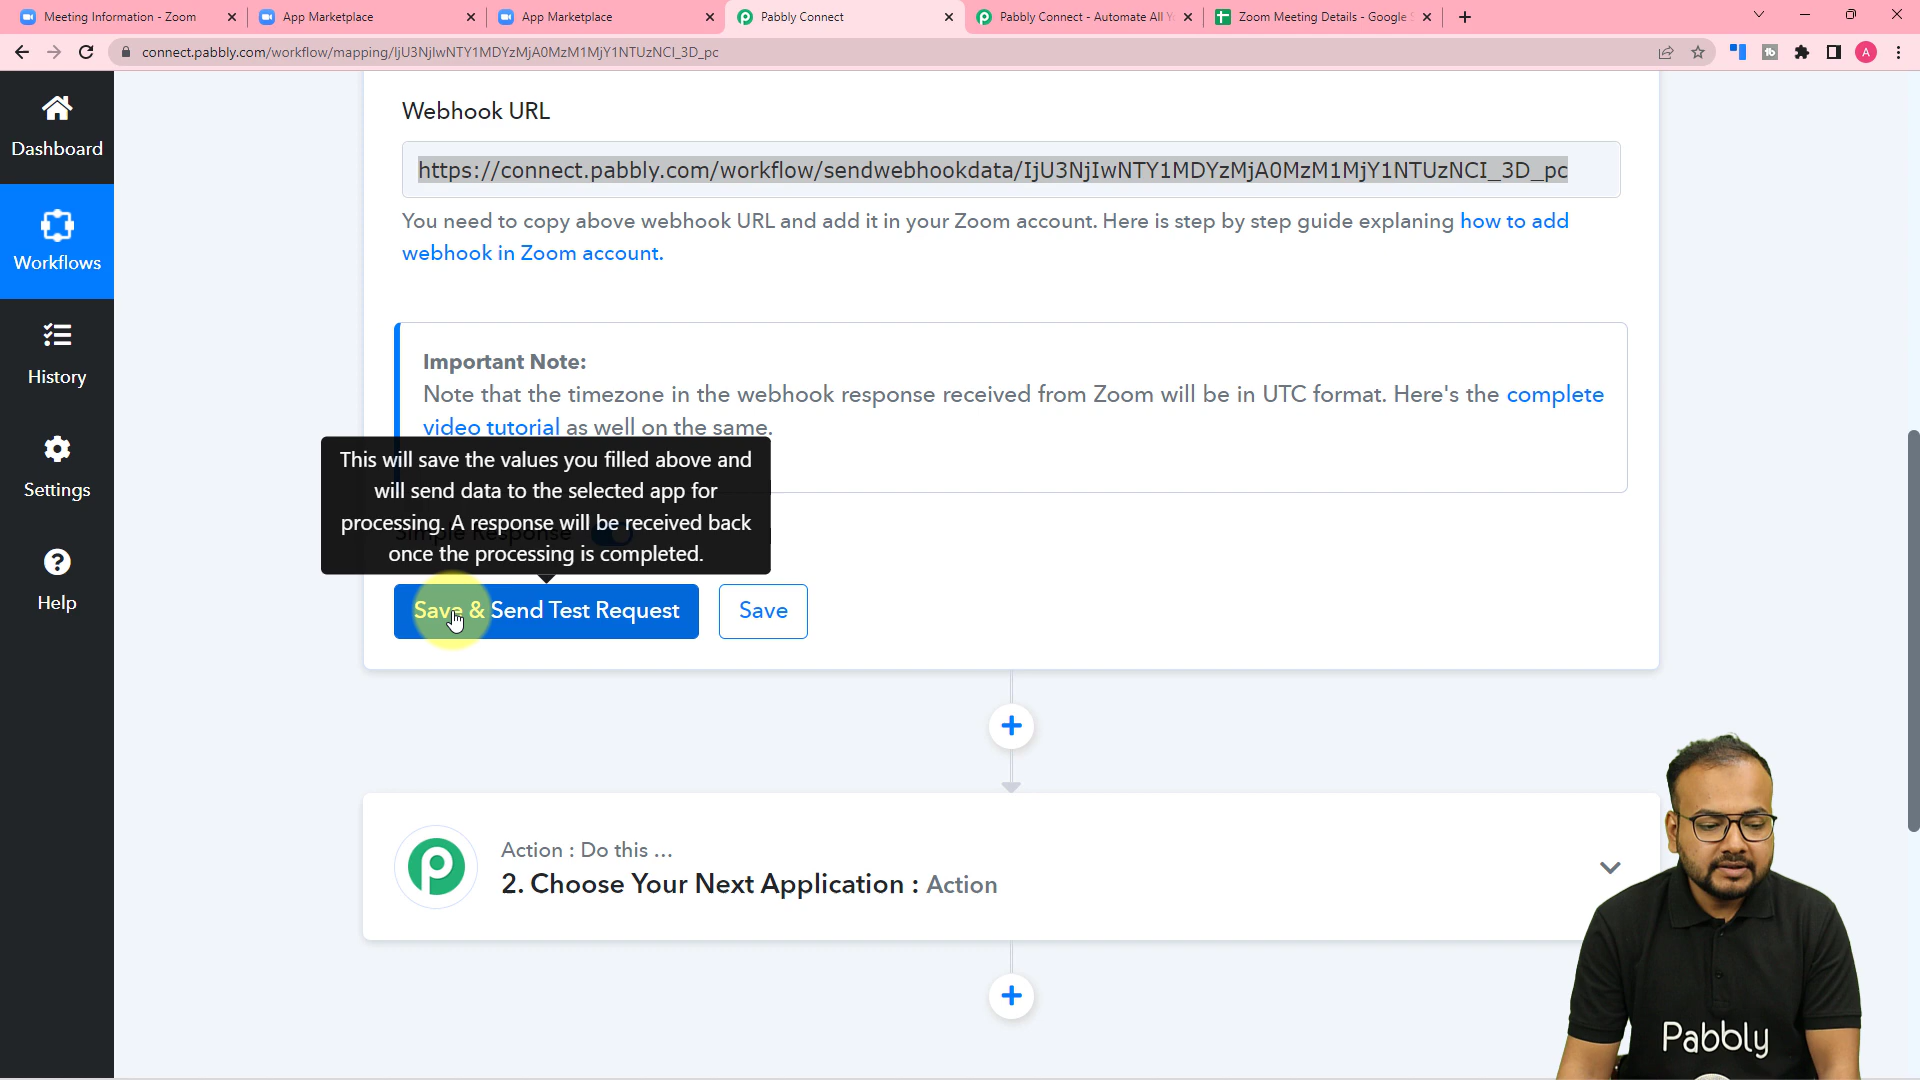 Meeting Information - Zoom
App Marketplace
App Marketplace
Pabbly Connect
Pabbly Connect - Automate All Y
Zoom Meeting Details - Google S
connect.pabbly.com/workflow/mapping/IjU3NjIwNTY1MDYzMjA0MzM1MjY1NTUzNCI_3D_pc
A
Dashboard
Workflows
History
Settings
Help
Webhook URL
https://connect.pabbly.com/workflow/sendwebhookdata/IjU3NjIwNTY1MDYzMjA0MzM1MjY1NTUzNCI_3D_pc
You need to copy above webhook URL and add it in your Zoom account. Here is step by step guide explaning how to add
webhook in Zoom account.
Important Note:
Note that the timezone in the webhook response received from Zoom will be in UTC format. Here's the complete
video tutorial as well on the same.
This will save the values you filled above and
will send data to the selected app for
processing. A response will be received back
once the processing is completed.
Simple Response
Save & Send Test Request
Save
Action : Do this ...
2. Choose Your Next Application : Action
Pabbly